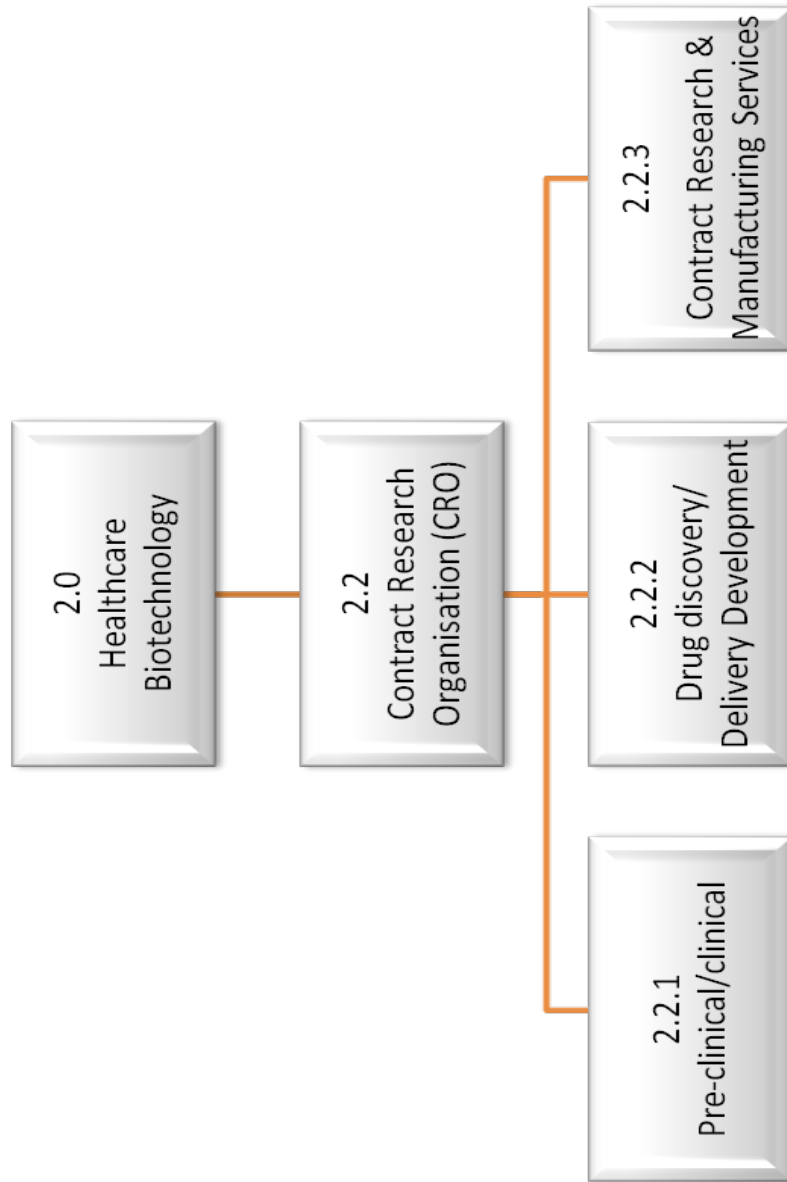 2.0
Healthcare
Biotechnology
2.2
Contract Research
Organisation (CRO)
2.2.1
Pre-clinical/clinical
2.2.2
Drug discovery/
Delivery Development
2.2.3
Contract Research &
Manufacturing Services